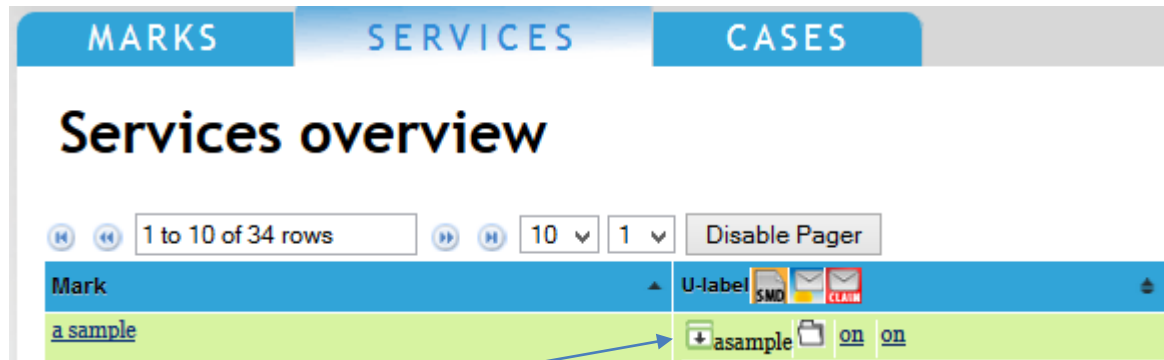 MARKS SERVICES CASES
Services overview
1 to 10 of 34 rows 10 1 Disable Pager
Mark U-label SMD CLAIM
a sample asample on on